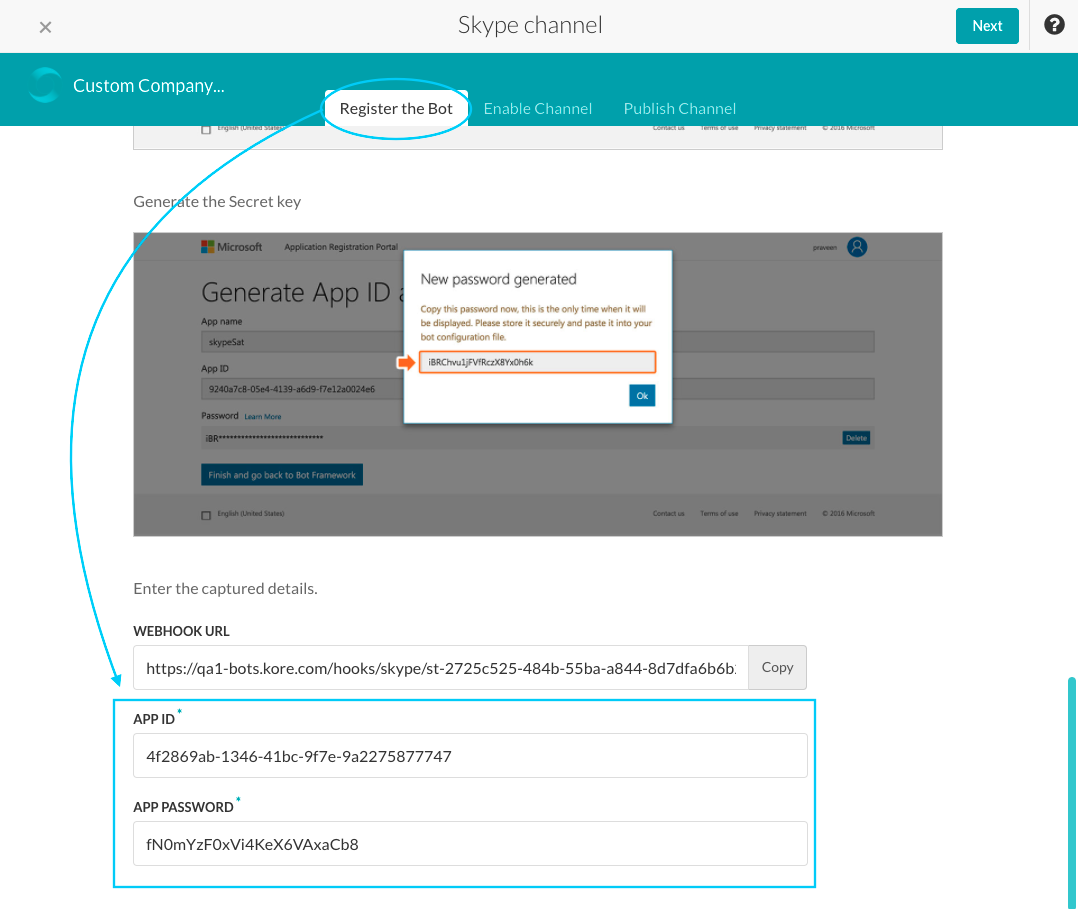 Skype channel
Next
Custom Company...
Register the Bot
Enable Channel
Publish Channel
English (United States)
Contact us
Terms of use
Privacy statement
© 2016 Microsoft
Generate the Secret key
Microsoft
Application Registration Portal
praveen
New password generated
Generate App ID a
Copy this password now, this is the only time when it will
be displayed. Please store it securely and paste it into your
bot configuration file.
App name
skypeSat
iBRChvu1jFVfRczX8Yx0h6k
App ID
9240a7c8-05e4-4139-a6d9-f7e12a0024e6
Ok
Password Learn More
iBR****************************
Delete
Finish and go back to Bot Framework
English (United States)
Contact us
Terms of use
Privacy statement
© 2016 Microsoft
Enter the captured details.
WEBHOOK URL
https://qa1-bots.kore.com/hooks/skype/st-2725c525-484b-55ba-a844-8d7dfa6b6b
Copy
APP ID *
4f2869ab-1346-41bc-9f7e-9a2275877747
APP PASSWORD *
fN0mYzF0xVi4KeX6VAxaCb8